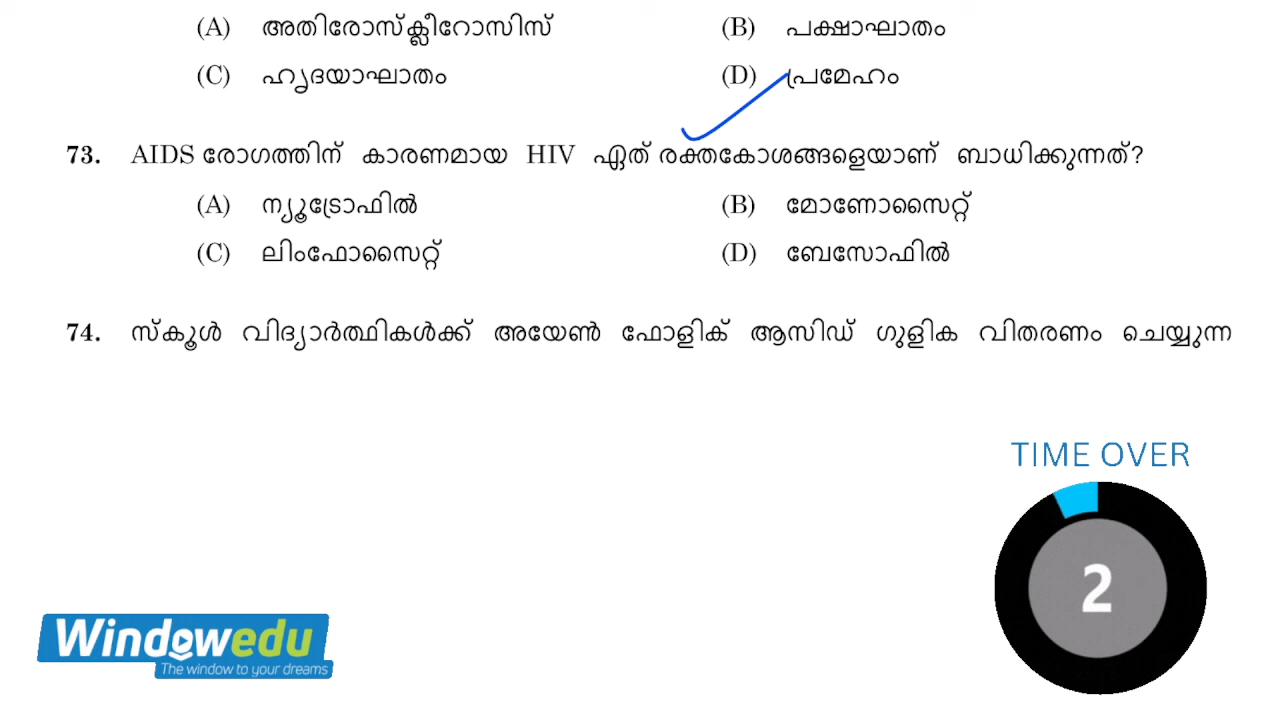 (A) അതിരോസ്ക്ലീറോസിസ് (B) പക്ഷാഘാതം
(C) ഹൃദയാഘാതം (D) പ്രമേഹം
73. AIDS രോഗത്തിന് കാരണമായ HIV ഏത് രക്തകോശങ്ങളെയാണ് ബാധിക്കുന്നത്?
(A) ന്യൂട്രോഫിൽ (B) മോണോസൈറ്റ്
(C) ലിംഫോസൈറ്റ് (D) ബേസോഫിൽ
74. സ്കൂൾ വിദ്യാർത്ഥികൾക്ക് അയേൺ ഫോളിക് ആസിഡ് ഗുളിക വിതരണം ചെയ്യുന്ന
TIME OVER
2
Windowedu
The window to your dreams